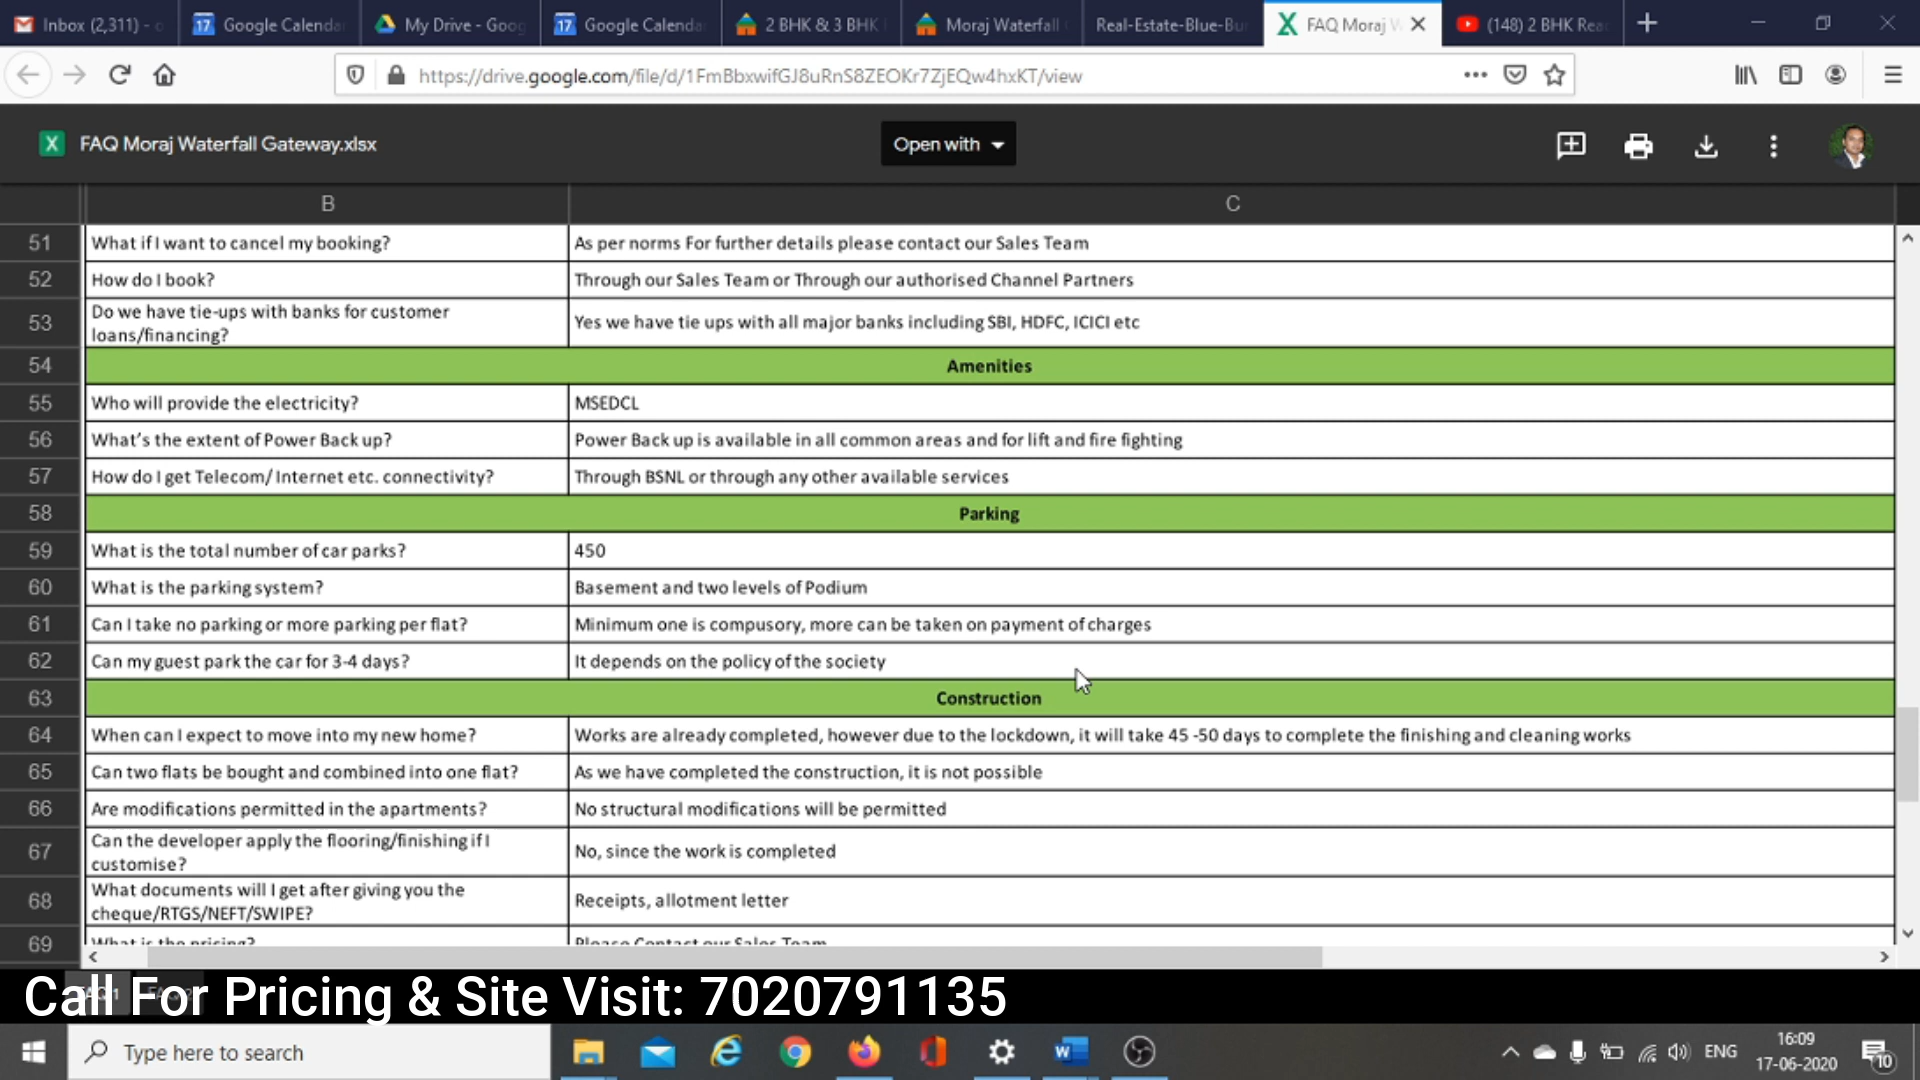 Inbox (2,311) - 
Google Calenda
My Drive - Goog
Google Calenda
2 BHK & 3 BHK
Moraj Waterfall
Real-Estate-Blue-Bu
FAQ Moraj W
(148) 2 BHK Rea
https://drive.google.com/file/d/1FmBbxwifGJ8uRnS8ZEOKr7ZjEQw4hxKT/view
FAQ Moraj Waterfall Gateway.xlsx
Open with
B C
51 What if I want to cancel my booking? As per norms For further details please contact our Sales Team
52 How do I book? Through our Sales Team or Through our authorised Channel Partners
Do we have tie-ups with banks for customer
53 loans/financing? Yes we have tie ups with all major banks including SBI, HDFC, ICICI etc
54 Amenities
55 Who will provide the electricity? MSEDCL
56 What's the extent of Power Back up? Power Back up is available in all common areas and for lift and fire fighting
57 How do I get Telecom/ Internet etc. connectivity? Through BSNL or through any other available services
58 Parking
59 What is the total number of car parks? 450
60 What is the parking system? Basement and two levels of Podium
61 Can I take no parking or more parking per flat? Minimum one is compusory, more can be taken on payment of charges
62 Can my guest park the car for 3-4 days? It depends on the policy of the society
63 Construction
64 When can I expect to move into my new home? Works are already completed, however due to the lockdown, it will take 45 -50 days to complete the finishing and cleaning works
65 Can two flats be bought and combined into one flat? As we have completed the construction, it is not possible
66 Are modifications permitted in the apartments? No structural modifications will be permitted
Can the developer apply the flooring/finishing if I
67 customise? No, since the work is completed
What documents will I get after giving you the
68 cheque/RTGS/NEFT/SWIPE? Receipts, allotment letter
69 What is the pricing? Please Contact our Sales Team
Call For Pricing & Site Visit: 7020791135
Type here to search
ENG
16:09
17-06-2020
10